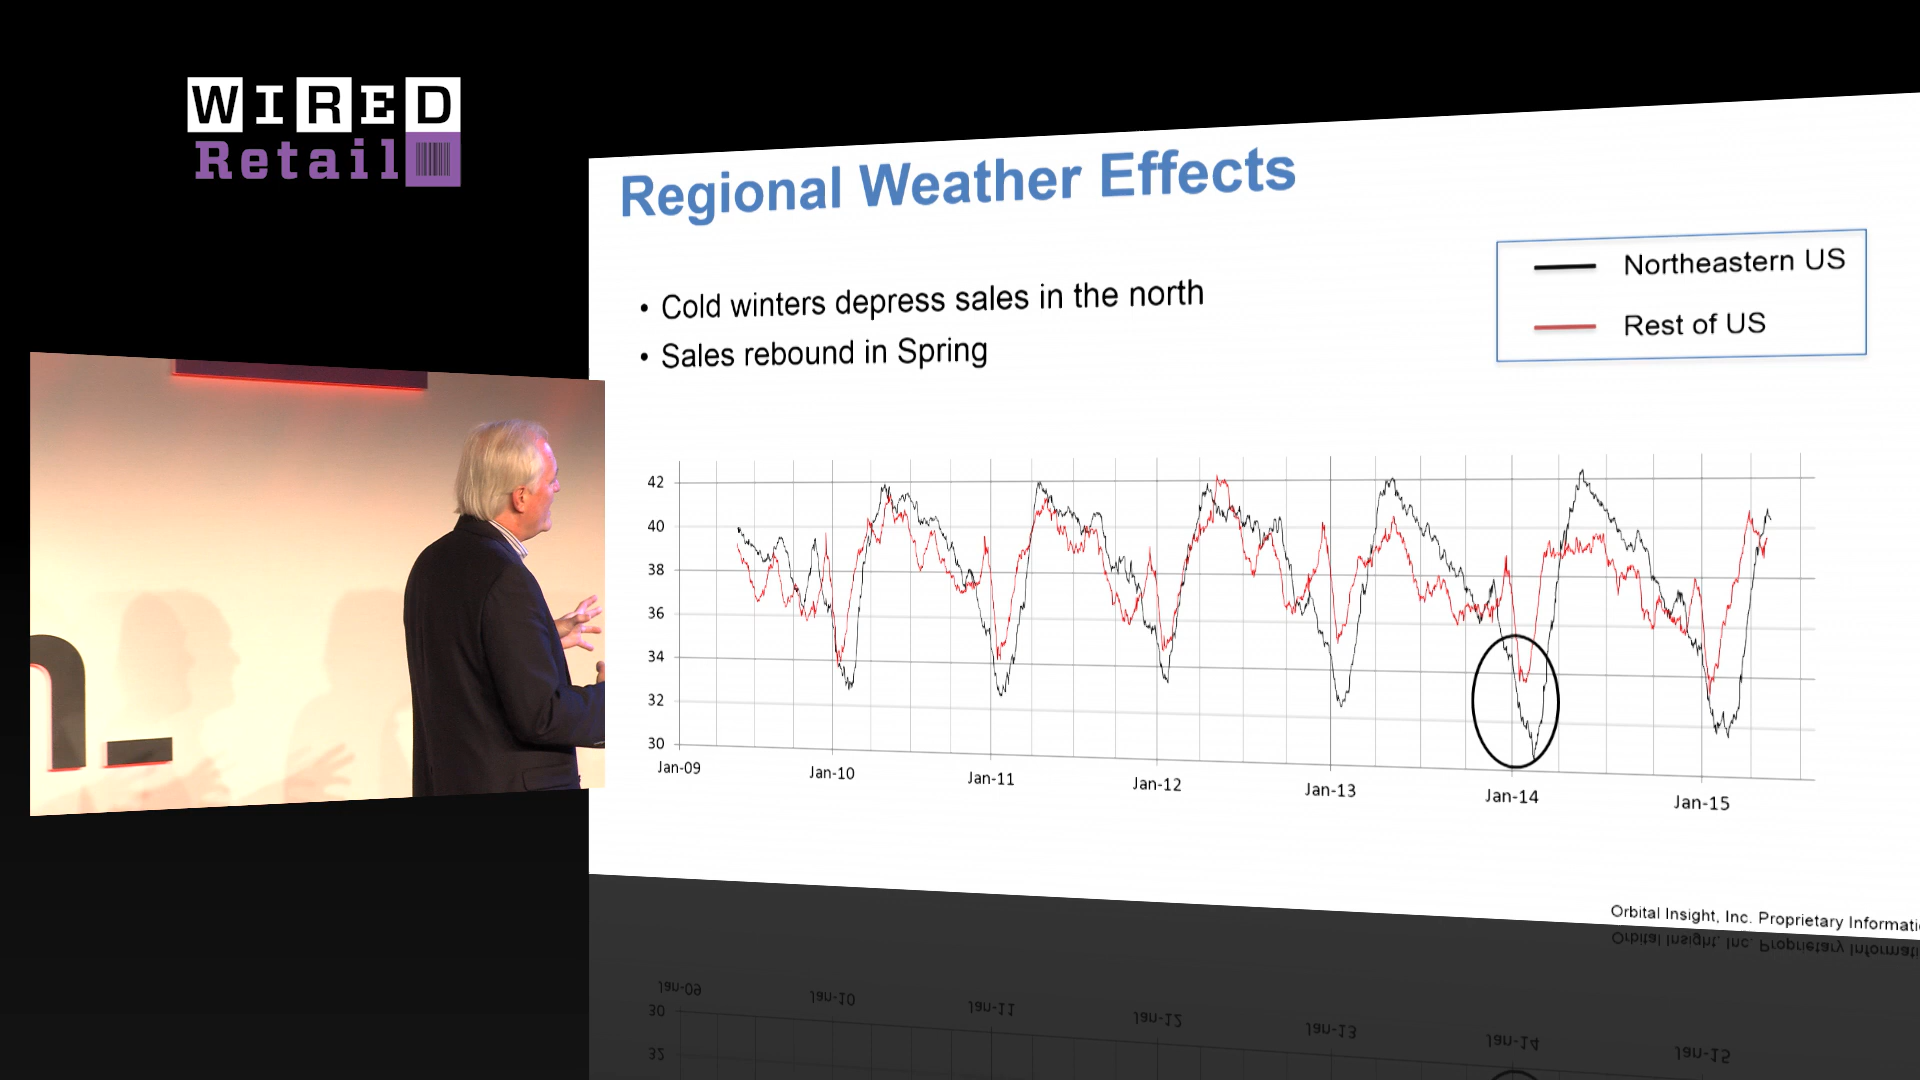 WIRED
Retail
Regional Weather Effects
• Cold winters depress sales in the north
• Sales rebound in Spring
Northeastern US
Rest of US
42
40
38
36
34
32
30
Jan-09
Jan-10
Jan-11
Jan-12
Jan-13
Jan-14
Jan-15
Orbital Insight, Inc. Proprietary Informati
n_